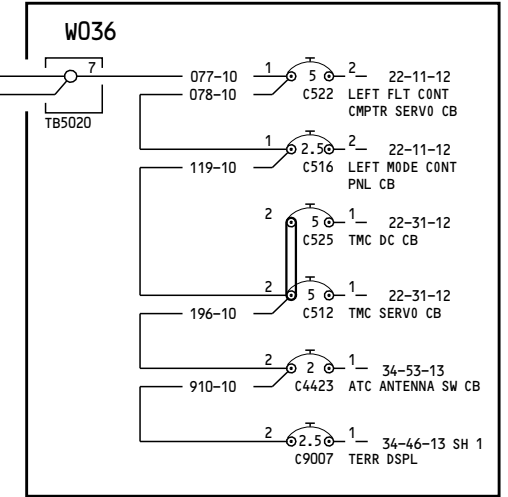 W036
7
TB5020
077-10 1 5 2 22-11-12
078-10 C522 LEFT FLT CONT
CMPTR SERVO CB
1 2.5 2 22-11-12
119-10 C516 LEFT MODE CONT
PNL CB
2 5 1 22-31-12
C525 TMC DC CB
2 5 1 22-31-12
196-10 C512 TMC SERVO CB
2 2 1 34-53-13
910-10 C4423 ATC ANTENNA SW CB
2 2.5 1 34-46-13 SH 1
C9007 TERR DSPL